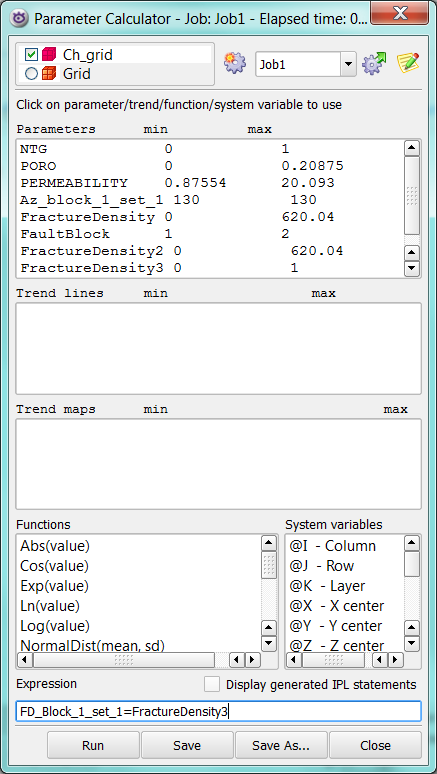 Parameter Calculator - Job: Job1 - Elapsed time: 0...
Ch_grid
Grid
Job1
Click on parameter/trend/function/system variable to use
Parameters min max
NTG 0 1
PORO 0 0.20875
PERMEABILITY 0.87554 20.093
Az_block_1_set_1 130 130
FractureDensity 0 620.04
FaultBlock 1 2
FractureDensity2 0 620.04
FractureDensity3 0 1
Trend lines min max
Trend maps min max
Functions
Abs(value)
Cos(value)
Exp(value)
Ln(value)
Log(value)
NormalDist(mean, sd)
System variables
@I - Column
@J - Row
@K - Layer
@X - X center
@Y - Y center
@Z - Z center
Expression
Display generated IPL statements
FD_Block_1_set_1=FractureDensity3
Run Save Save As... Close